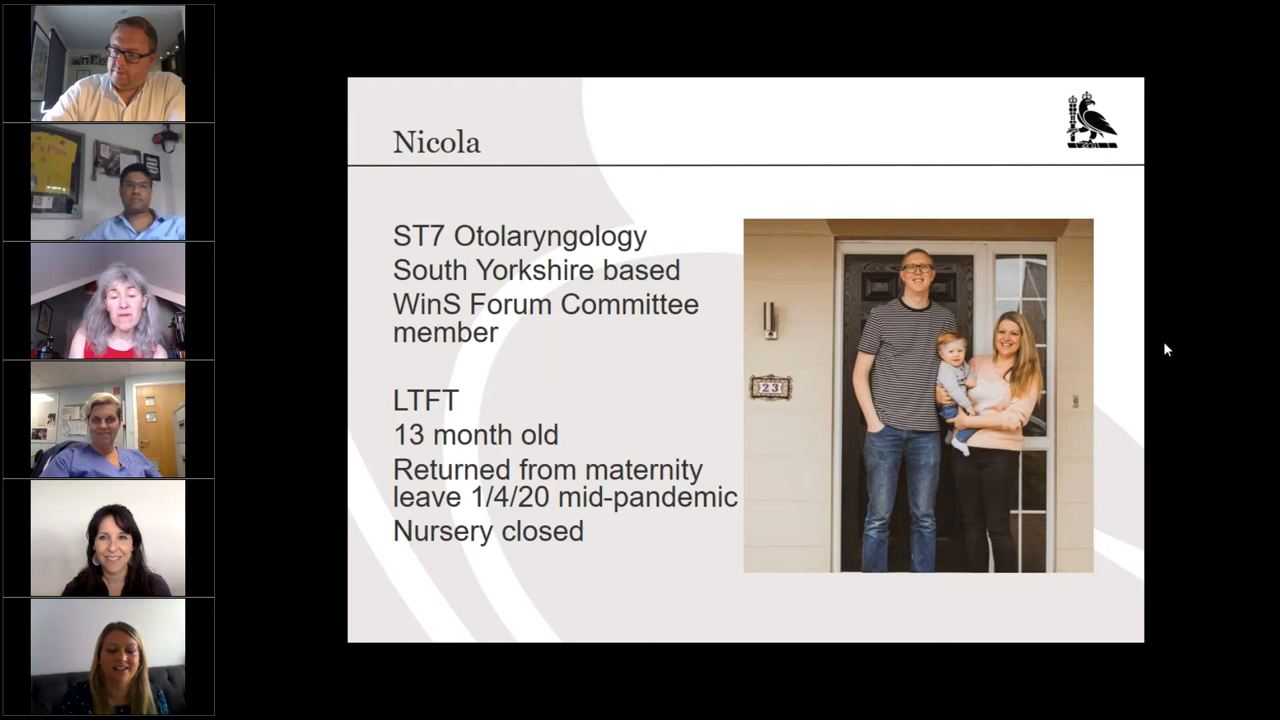 Nicola
ST7 Otolaryngology
South Yorkshire based
WinS Forum Committee
member
LTFT
13 month old
Returned from maternity
leave 1/4/20 mid-pandemic
Nursery closed
23